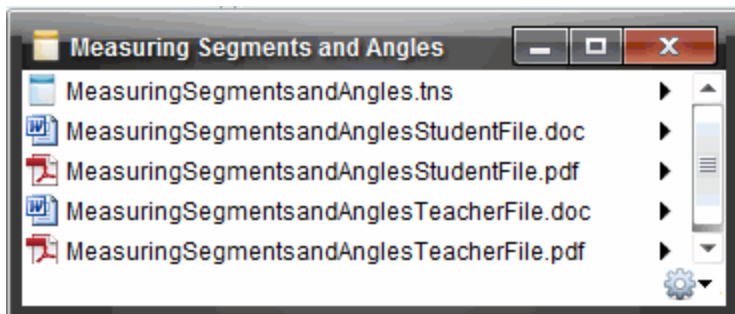 Measuring Segments and Angles
MeasuringSegmentsandAngles.tns
MeasuringSegmentsandAnglesStudentFile.doc
MeasuringSegmentsandAnglesStudentFile.pdf
MeasuringSegmentsandAnglesTeacherFile.doc
MeasuringSegmentsandAnglesTeacherFile.pdf